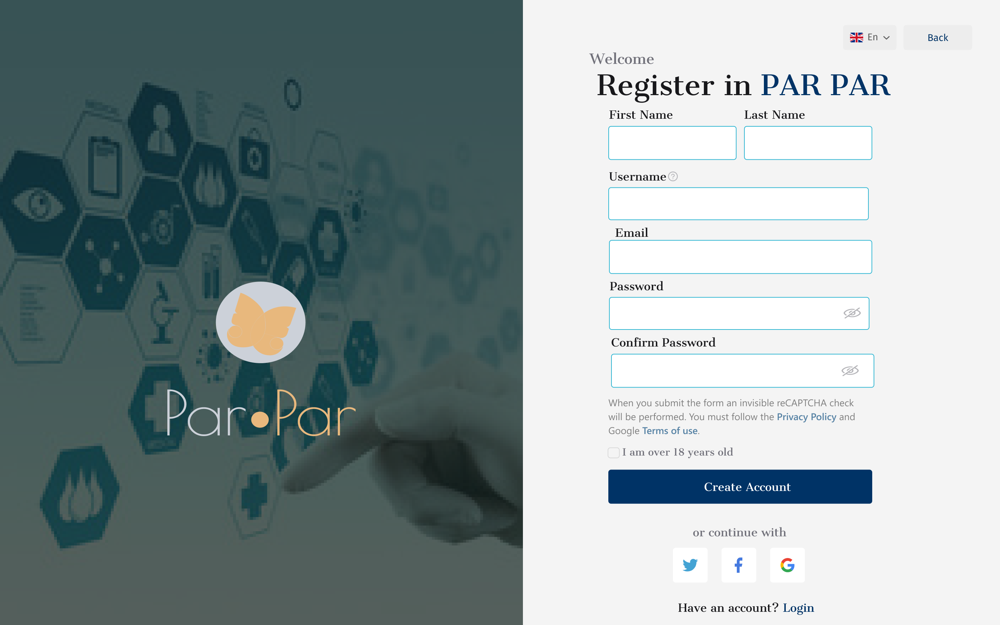 Par Par
En
Back
Welcome
Register in PAR PAR
First Name
Last Name
Username
Email
Password
Confirm Password
When you submit the form an invisible reCAPTCHA check
will be performed. You must follow the Privacy Policy and
Google Terms of use.
I am over 18 years old
Create Account
or continue with
Have an account? Login